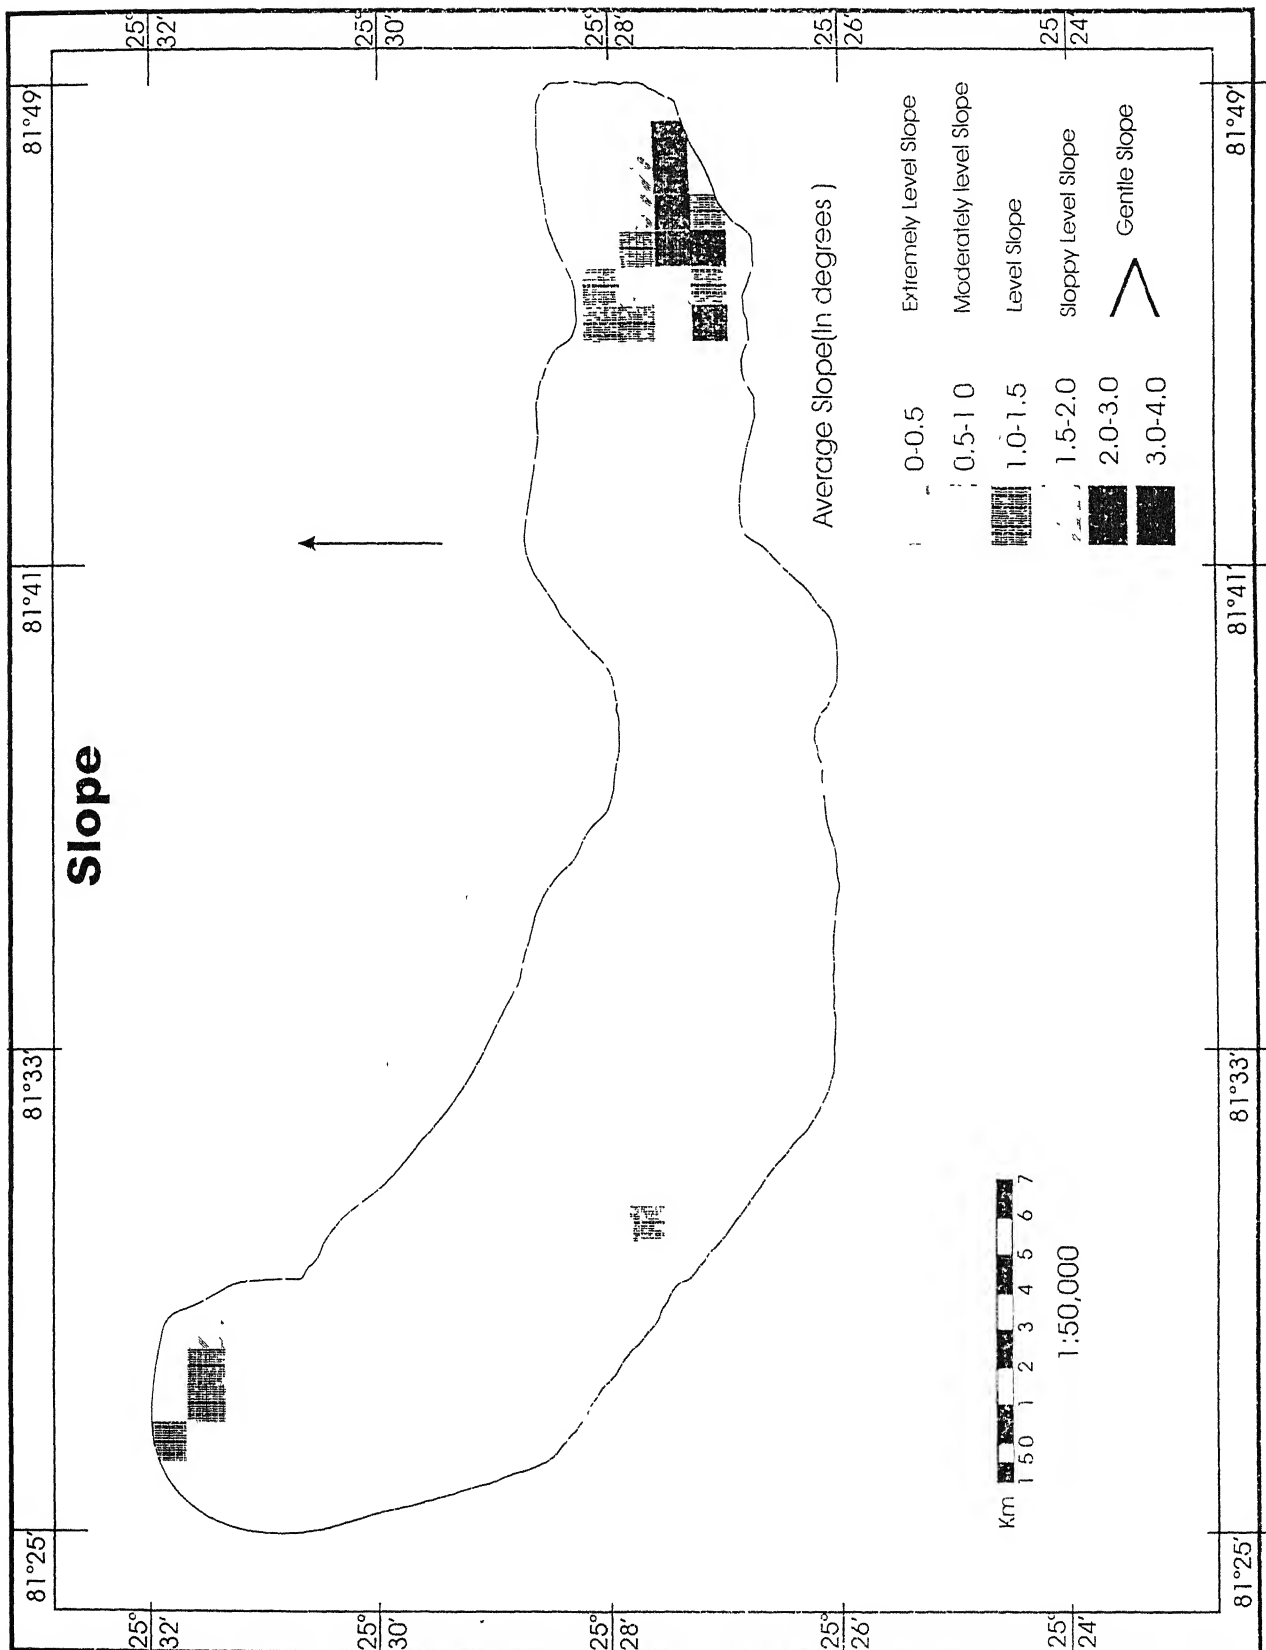 Slope
81°25′ 81°33′ 81°41′ 81°49′
25° 32′ 25° 32′
25° 30′ 25° 30′
25° 28′ 25° 28′
25° 26′ 25° 26′
25° 24′ 25° 24′
Average Slope(In degrees )
0-0.5 Extremely Level Slope
0.5-1 0 Moderately level Slope
1.0-1.5 Level Slope
1.5-2.0 Sloppy Level Slope
2.0-3.0
Gentle Slope
3.0-4.0
Km 1 50 1 2 3 4 5 6 7
1:50,000
81°25′ 81°33′ 81°41′ 81°49′